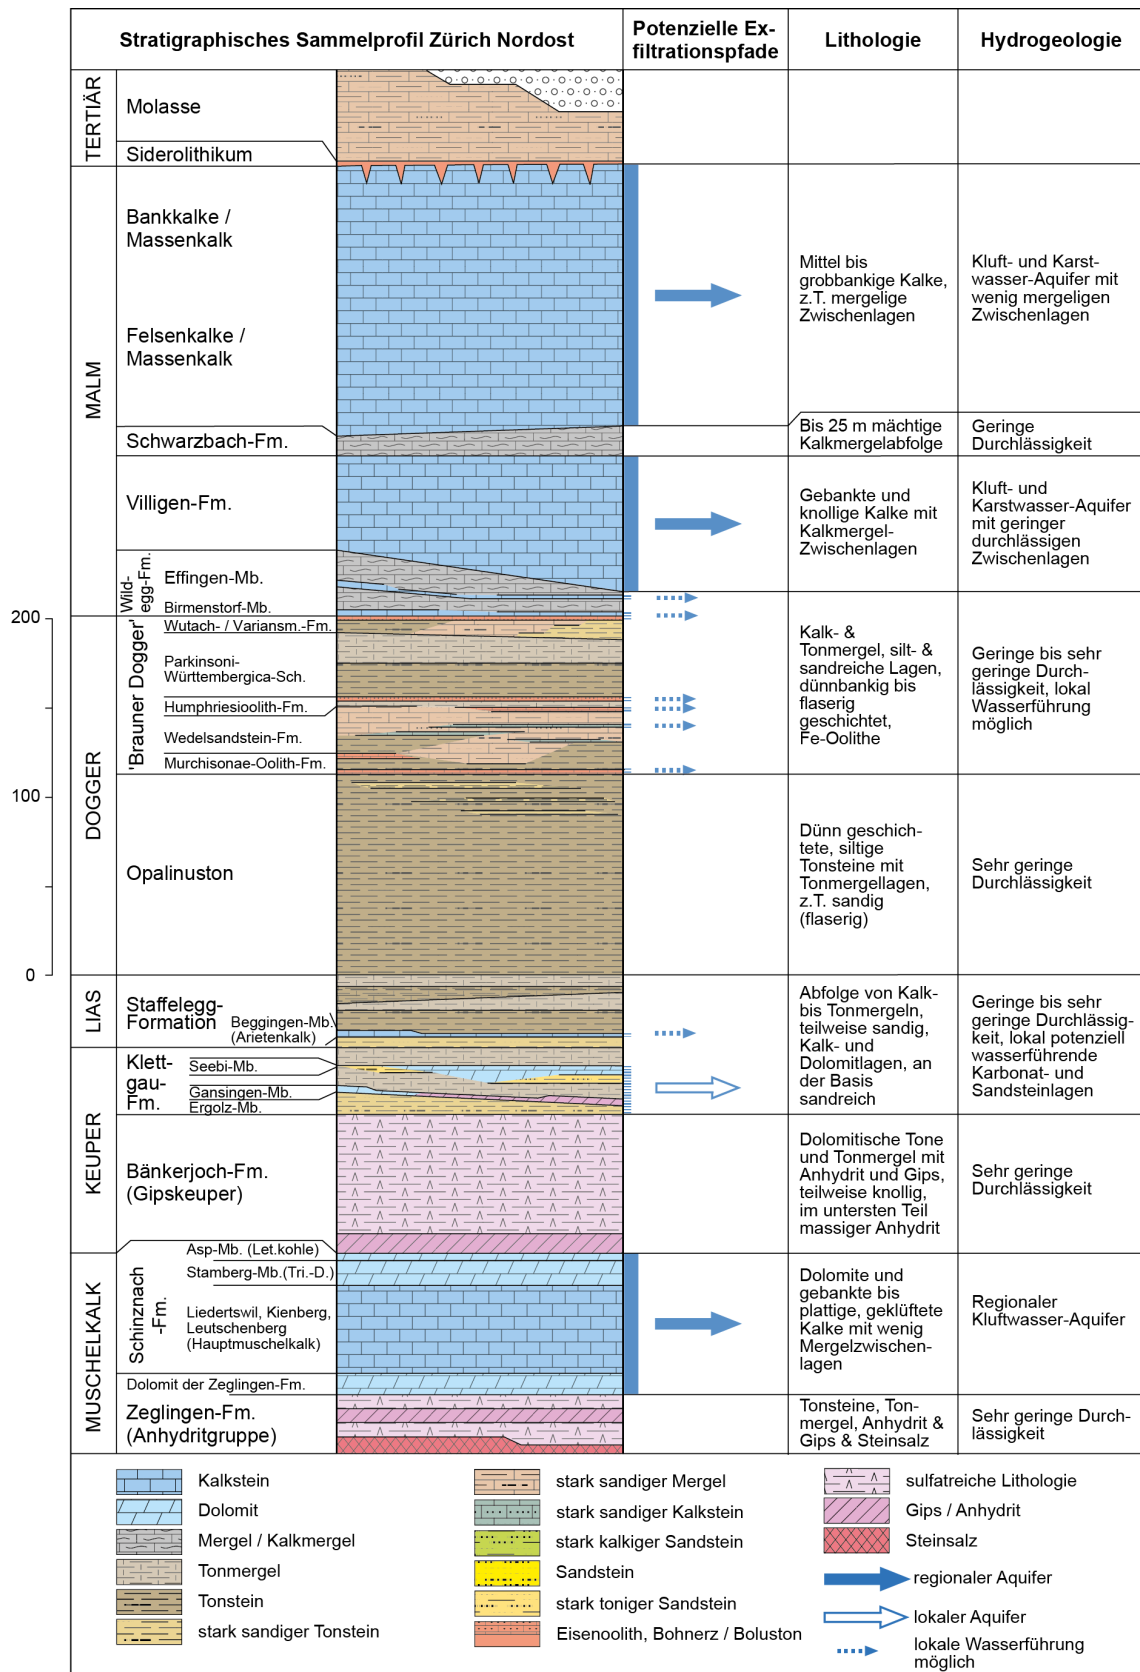 Stratigraphisches Sammelprofil Zürich Nordost
Potenzielle Ex-
filtrationspfade
Lithologie
Hydrogeologie
TERTIÄR
Molasse
Siderolithikum
MALM
Bankkalke /
Massenkalk
Felsenkalke /
Massenkalk
Mittel bis
grobbankige Kalke,
z.T. mergelige
Zwischenlagen
Kluft- und Karst-
wasser-Aquifer mit
wenig mergeligen
Zwischenlagen
Schwarzbach-Fm.
Bis 25 m mächtige
Kalkmergelabfolge
Geringe
Durchlässigkeit
Villigen-Fm.
Gebankte und
knollige Kalke mit
Kalkmergel-
Zwischenlagen
Kluft- und
Karstwasser-Aquifer
mit geringer
durchlässigen
Zwischenlagen
Wild-
egg-Fm.
Effingen-Mb.
Birmenstorf-Mb.
200
100
0
DOGGER
'Brauner Dogger'
Wutach- / Variansm.-Fm.
Parkinsoni-
Württembergica-Sch.
Humphriesioolith-Fm.
Wedelsandstein-Fm.
Murchisonae-Oolith-Fm.
Kalk- &
Tonmergel, silt- &
sandreiche Lagen,
dünnbankig bis
flaserig
geschichtet,
Fe-Oolithe
Geringe bis sehr
geringe Durch-
lässigkeit, lokal
Wasserführung
möglich
Opalinuston
Dünn geschich-
tete, siltige
Tonsteine mit
Tonmergellagen,
z.T. sandig
(flaserig)
Sehr geringe
Durchlässigkeit
LIAS
Staffelegg-
Formation
Beggingen-Mb.
(Arietenkalk)
Abfolge von Kalk-
bis Tonmergeln,
teilweise sandig,
Kalk- und
Dolomitlagen, an
der Basis
sandreich
Geringe bis sehr
geringe Durchlässig-
keit, lokal potenziell
wasserführende
Karbonat- und
Sandsteinlagen
KEUPER
Klett-
gau-
Fm.
Seebi-Mb.
Gansingen-Mb.
Ergolz-Mb.
Bänkerjoch-Fm.
(Gipskeuper)
Dolomitische Tone
und Tonmergel mit
Anhydrit und Gips,
teilweise knollig,
im untersten Teil
massiger Anhydrit
Sehr geringe
Durchlässigkeit
MUSCHELKALK
Asp-Mb. (Let.kohle)
Schinznach
-Fm.
Stamberg-Mb.(Tri.-D.)
Liedertswil, Kienberg,
Leutschenberg
(Hauptmuschelkalk)
Dolomit der Zeglingen-Fm.
Dolomite und
gebankte bis
plattige, geklüftete
Kalke mit wenig
Mergelzwischen-
lagen
Regionaler
Kluftwasser-Aquifer
Zeglingen-Fm.
(Anhydritgruppe)
Tonsteine, Ton-
mergel, Anhydrit &
Gips & Steinsalz
Sehr geringe Durch-
lässigkeit
Kalkstein
Dolomit
Mergel / Kalkmergel
Tonmergel
Tonstein
stark sandiger Tonstein
stark sandiger Mergel
stark sandiger Kalkstein
stark kalkiger Sandstein
Sandstein
stark toniger Sandstein
Eisenoolith, Bohnerz / Boluston
sulfatreiche Lithologie
Gips / Anhydrit
Steinsalz
regionaler Aquifer
lokaler Aquifer
lokale Wasserführung
möglich